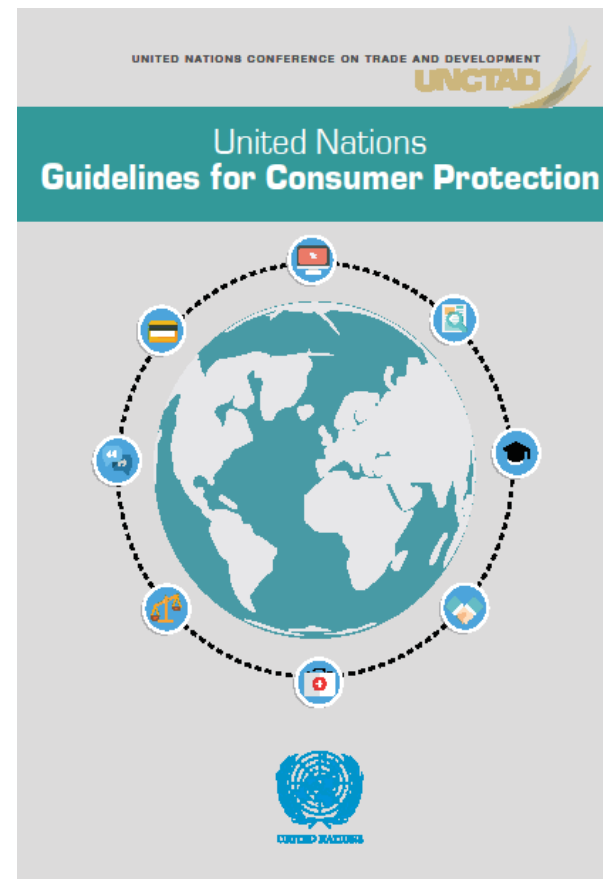 UNITED NATIONS CONFERENCE ON TRADE AND DEVELOPMENT
UNCTAD
United Nations
Guidelines for Consumer Protection
UNITED NATIONS